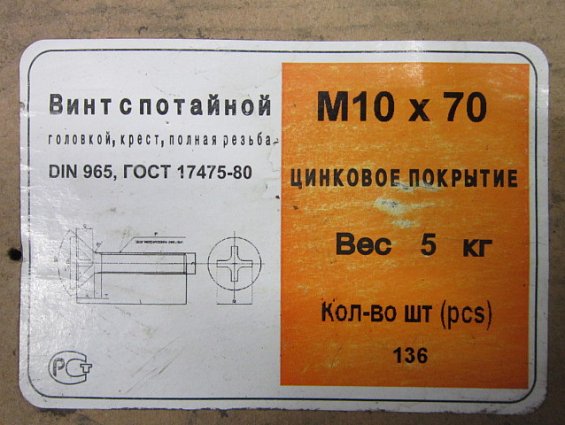 Винт с потайной
головкой, крест, полная резьба
DIN 965, ГОСТ 17475-80
М10 х 70
ЦИНКОВОЕ ПОКРЫТИЕ
Вес 5 кг
Кол-во шт (pcs)
136
РСТ